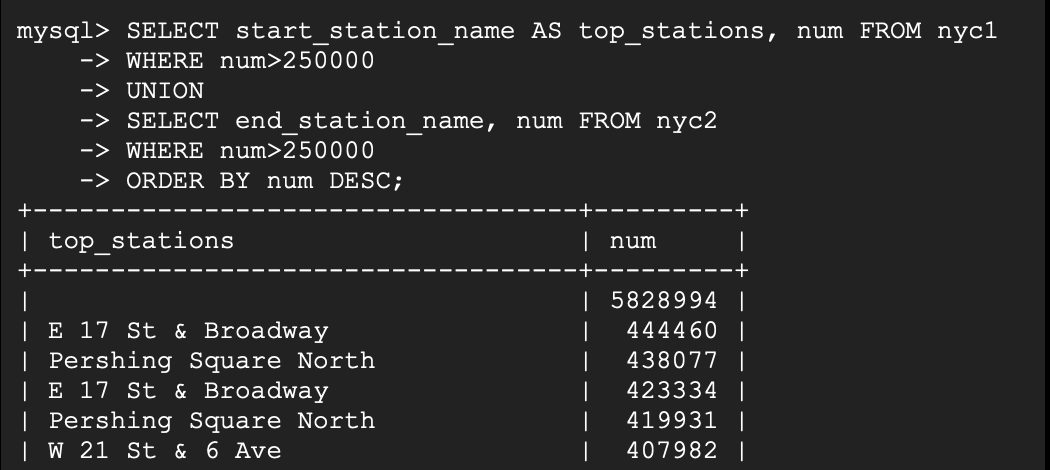 mysql> SELECT start_station_name AS top_stations, num FROM nyc1
    -> WHERE num>250000
    -> UNION
    -> SELECT end_station_name, num FROM nyc2
    -> WHERE num>250000
    -> ORDER BY num DESC;
+-----------------------------------+---------+
| top_stations                      | num     |
+-----------------------------------+---------+
|                                   | 5828994 |
| E 17 St & Broadway                |  444460 |
| Pershing Square North             |  438077 |
| E 17 St & Broadway                |  423334 |
| Pershing Square North             |  419931 |
| W 21 St & 6 Ave                   |  407982 |